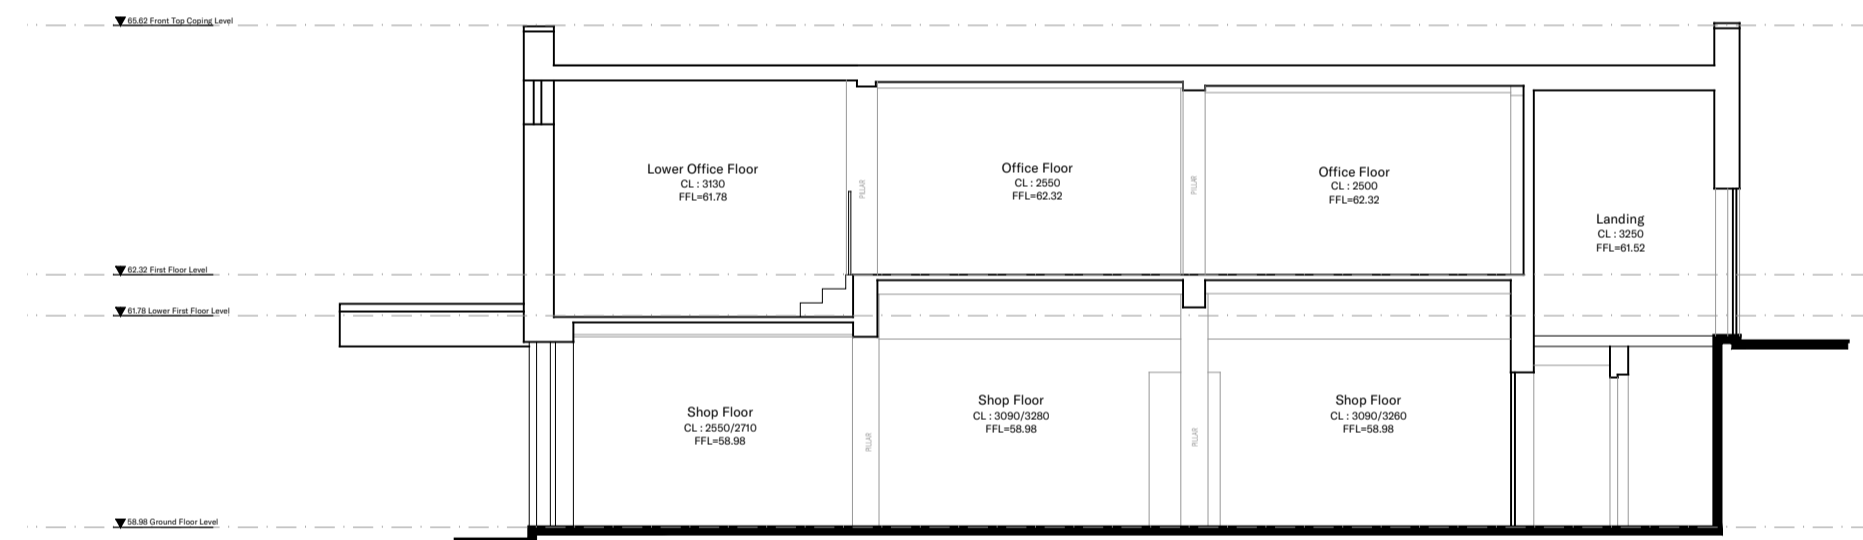 65.62 Front Top Coping Level
Lower Office Floor
CL : 3130
FFL=61.78
PILLAR
Office Floor
CL : 2550
FFL=62.32
PILLAR
Office Floor
CL : 2500
FFL=62.32
Landing
CL : 3250
FFL=61.52
62.32 First Floor Level
61.78 Lower First Floor Level
Shop Floor
CL : 2550/2710
FFL=58.98
PILLAR
Shop Floor
CL : 3090/3280
FFL=58.98
PILLAR
Shop Floor
CL : 3090/3260
FFL=58.98
58.98 Ground Floor Level